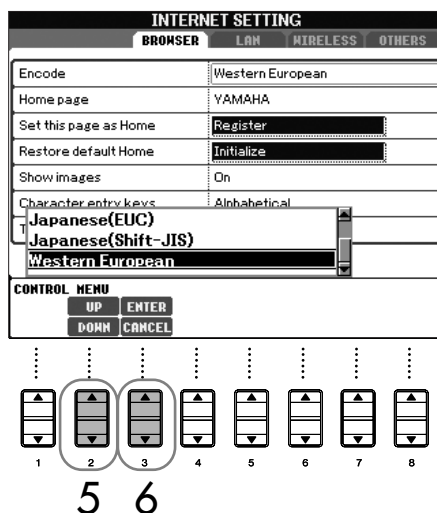 INTERNET SETTING
BROWSER LAN WIRELESS OTHERS
Encode Western European
Home page YAMAHA
Set this page as Home Register
Restore default Home Initialize
Show images On
Character entry keys Alphabetical
T
Japanese(EUC)
Japanese(Shift-JIS)
Western European
CONTROL MENU
UP ENTER
DOWN CANCEL
1 2 3 4 5 6 7 8
5 6